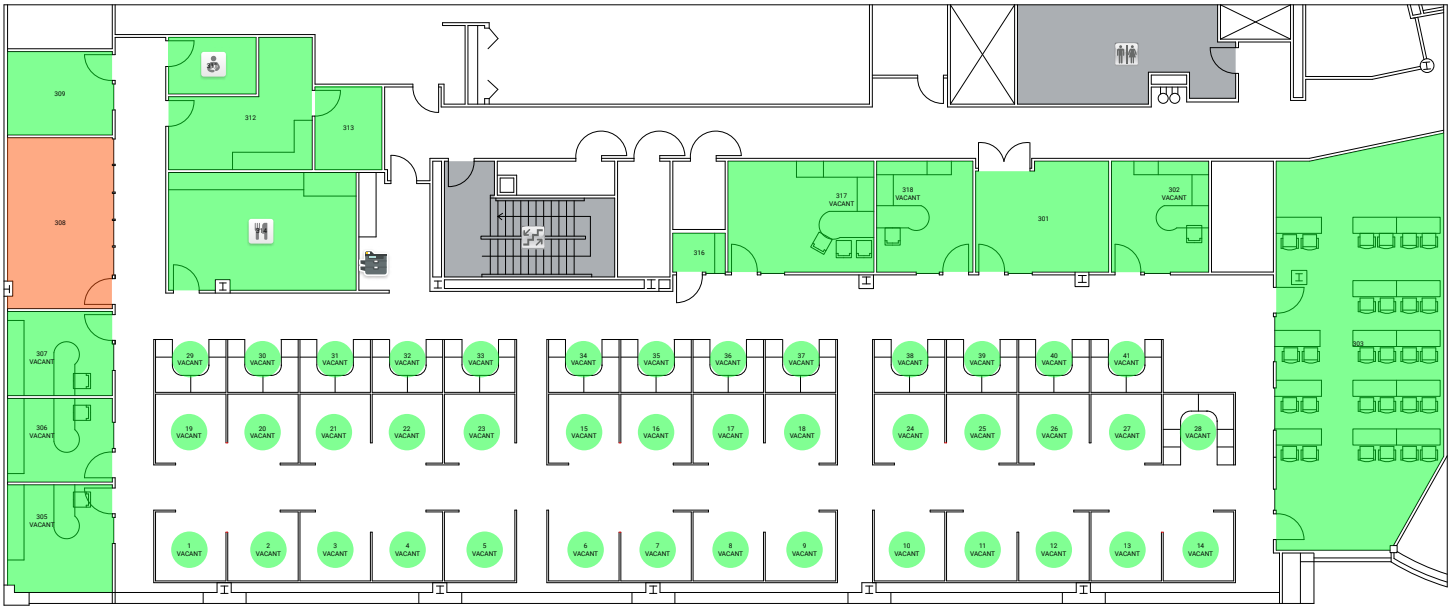 309
312
313
308
317
VACANT
318
VACANT
301
302
VACANT
316
303
307
VACANT
306
VACANT
305
VACANT
29
VACANT
30
VACANT
31
VACANT
32
VACANT
33
VACANT
34
VACANT
35
VACANT
36
VACANT
37
VACANT
38
VACANT
39
VACANT
40
VACANT
41
VACANT
19
VACANT
20
VACANT
21
VACANT
22
VACANT
23
VACANT
15
VACANT
16
VACANT
17
VACANT
18
VACANT
24
VACANT
25
VACANT
26
VACANT
27
VACANT
28
VACANT
1
VACANT
2
VACANT
3
VACANT
4
VACANT
5
VACANT
6
VACANT
7
VACANT
8
VACANT
9
VACANT
10
VACANT
11
VACANT
12
VACANT
13
VACANT
14
VACANT